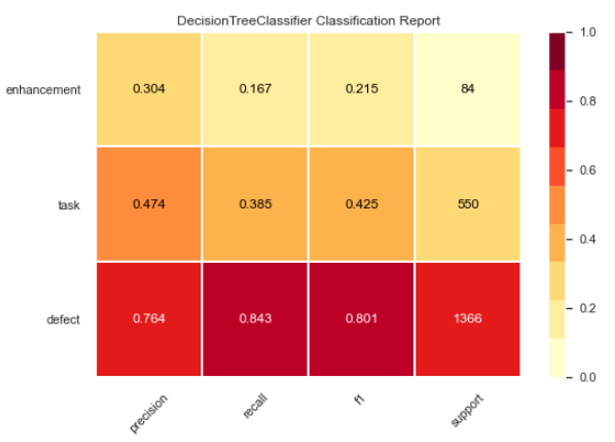 DecisionTreeClassifier Classification Report
enhancement 0.304 0.167 0.215 84
task 0.474 0.385 0.425 550
defect 0.764 0.843 0.801 1366
precision recall f1 support
1.0
0.8
0.6
0.4
0.2
0.0